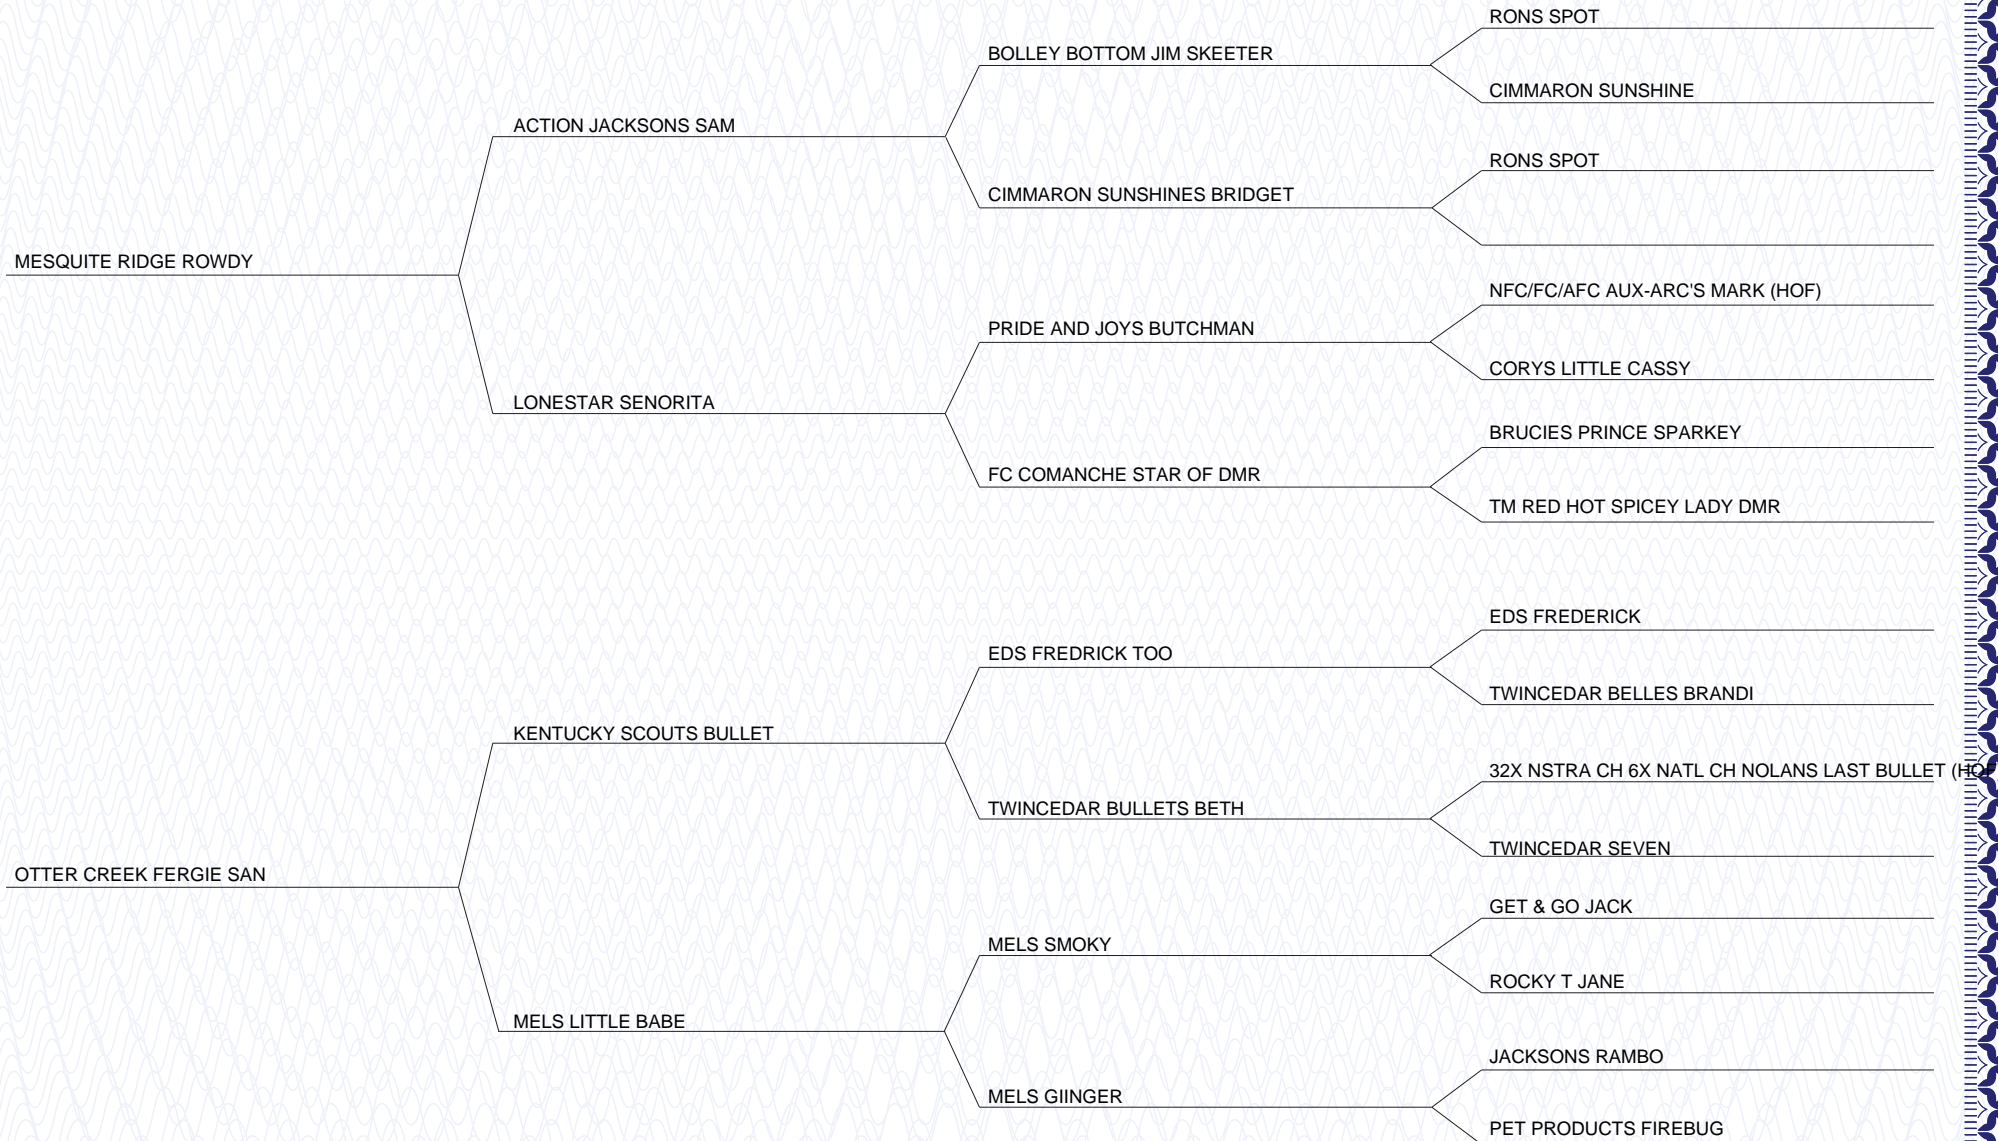 RONS SPOT
BOLLEY BOTTOM JIM SKEETER
CIMMARON SUNSHINE
ACTION JACKSONS SAM
RONS SPOT
CIMMARON SUNSHINES BRIDGET
MESQUITE RIDGE ROWDY
NFC/FC/AFC AUX-ARC'S MARK (HOF)
PRIDE AND JOYS BUTCHMAN
CORYS LITTLE CASSY
LONESTAR SENORITA
BRUCIES PRINCE SPARKEY
FC COMANCHE STAR OF DMR
TM RED HOT SPICEY LADY DMR
EDS FREDERICK
EDS FREDRICK TOO
TWINCEDAR BELLES BRANDI
KENTUCKY SCOUTS BULLET
32X NSTRA CH 6X NATL CH NOLANS LAST BULLET (HOF
TWINCEDAR BULLETS BETH
TWINCEDAR SEVEN
OTTER CREEK FERGIE SAN
GET & GO JACK
MELS SMOKY
ROCKY T JANE
MELS LITTLE BABE
JACKSONS RAMBO
MELS GIINGER
PET PRODUCTS FIREBUG